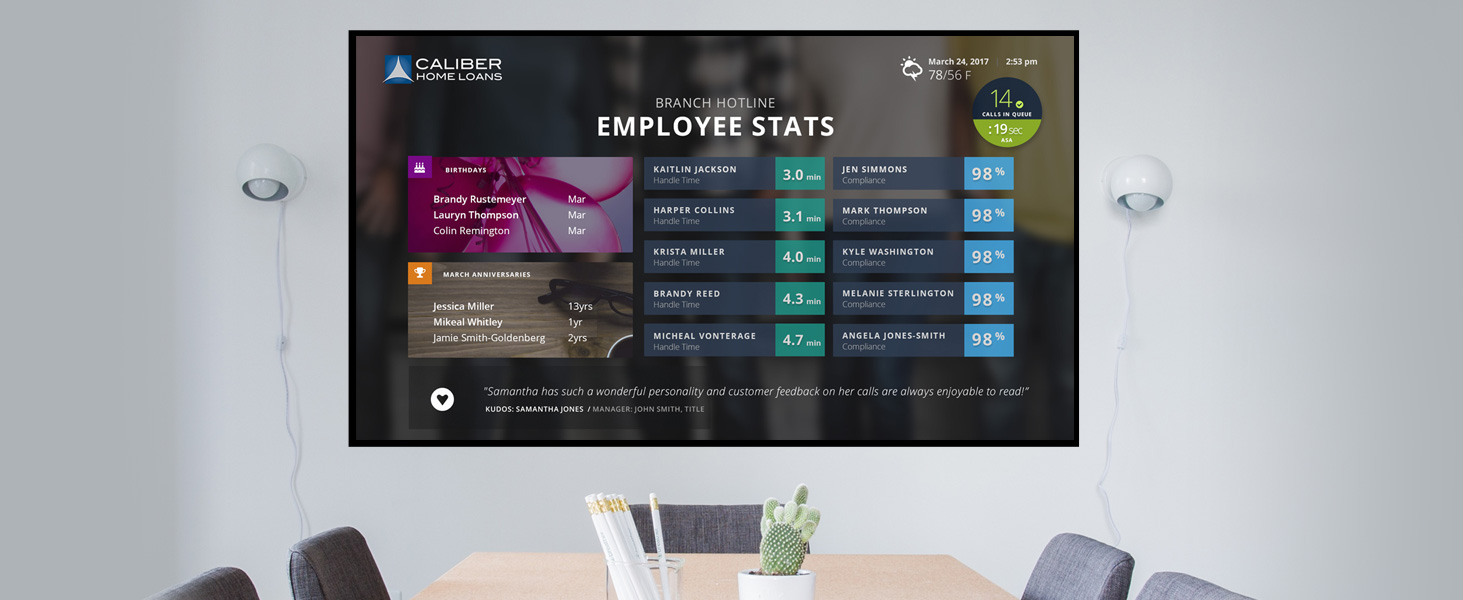 CALIBER
HOME LOANS
March 24, 2017 | 2:53 pm
78/56 F
14
CALLS IN QUEUE
:19 sec
ASA
BRANCH HOTLINE
EMPLOYEE STATS
BIRTHDAYS
Brandy Rustemeyer Mar
Lauryn Thompson Mar
Colin Remington Mar
MARCH ANNIVERSARIES
Jessica Miller 13yrs
Mikeal Whitley 1yr
Jamie Smith-Goldenberg 2yrs
KAITLIN JACKSON
Handle Time
3.0 min
HARPER COLLINS
Handle Time
3.1 min
KRISTA MILLER
Handle Time
4.0 min
BRANDY REED
Handle Time
4.3 min
MICHEAL VONTERAGE
Handle Time
4.7 min
JEN SIMMONS
Compliance
98%
MARK THOMPSON
Compliance
98%
KYLE WASHINGTON
Compliance
98%
MELANIE STERLINGTON
Compliance
98%
ANGELA JONES-SMITH
Compliance
98%
"Samantha has such a wonderful personality and customer feedback on her calls are always enjoyable to read!"
KUDOS: SAMANTHA JONES / MANAGER: JOHN SMITH, TITLE